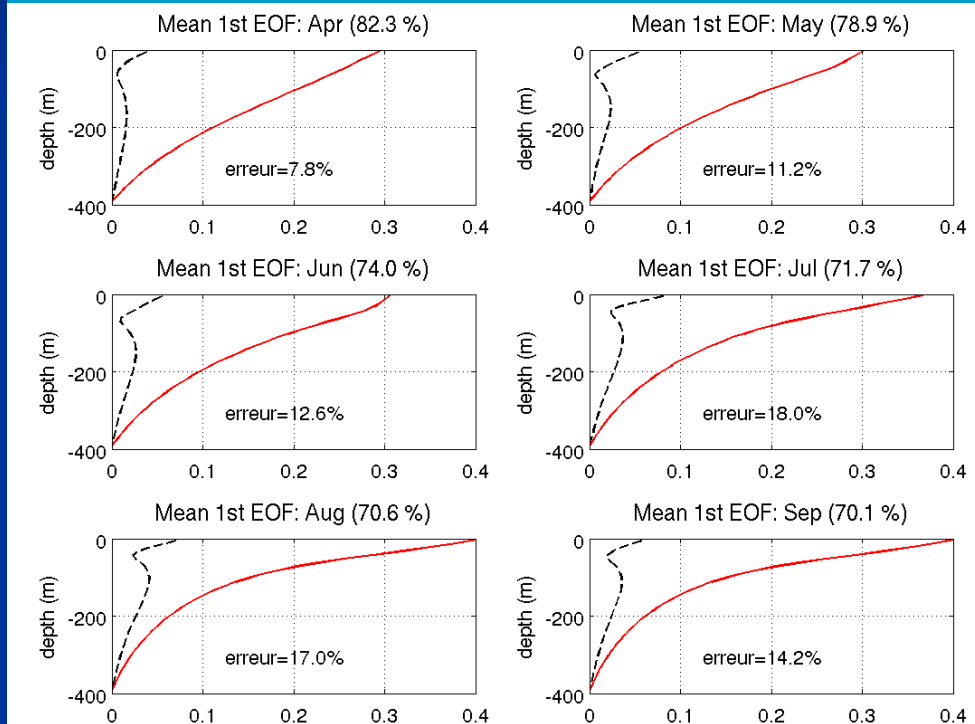 Mean 1st EOF: Apr (82.3 %)
0
-200
-400
depth (m)
erreur=7.8%
0 0.1 0.2 0.3 0.4
Mean 1st EOF: May (78.9 %)
0
-200
-400
depth (m)
erreur=11.2%
0 0.1 0.2 0.3 0.4
Mean 1st EOF: Jun (74.0 %)
0
-200
-400
depth (m)
erreur=12.6%
0 0.1 0.2 0.3 0.4
Mean 1st EOF: Jul (71.7 %)
0
-200
-400
depth (m)
erreur=18.0%
0 0.1 0.2 0.3 0.4
Mean 1st EOF: Aug (70.6 %)
0
-200
-400
depth (m)
erreur=17.0%
0 0.1 0.2 0.3 0.4
Mean 1st EOF: Sep (70.1 %)
0
-200
-400
depth (m)
erreur=14.2%
0 0.1 0.2 0.3 0.4